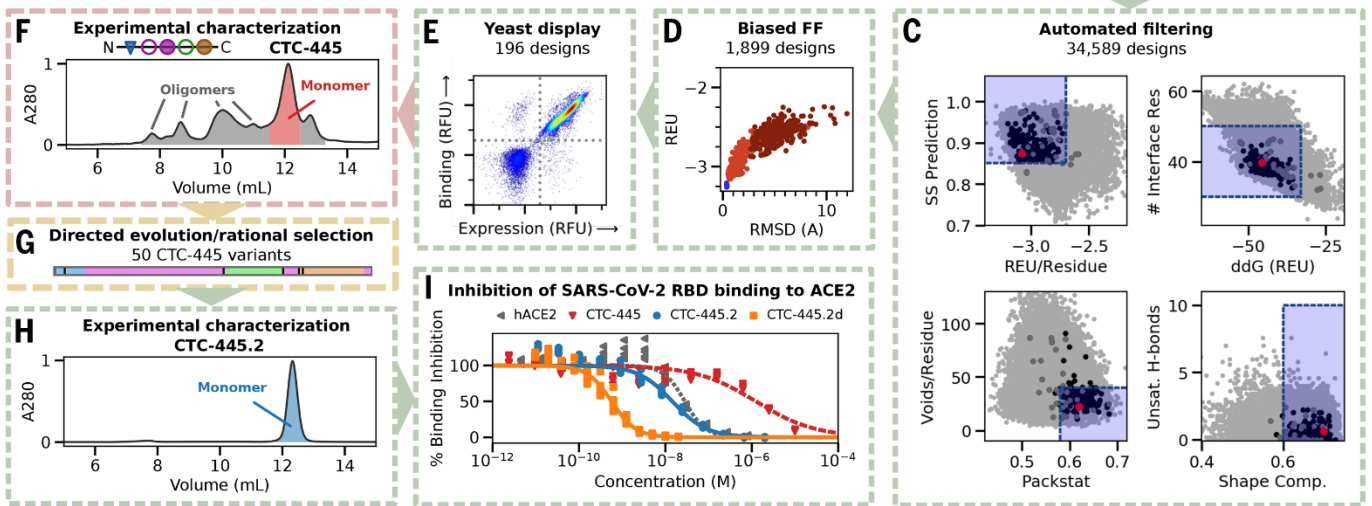 F
Experimental characterization
N C CTC-445
Oligomers
Monomer
A280
1
0
6 8 10 12 14
Volume (mL)
G
Directed evolution/rational selection
50 CTC-445 variants
H
Experimental characterization
CTC-445.2
Monomer
A280
1
0
6 8 10 12 14
Volume (mL)
E
Yeast display
196 designs
Binding (RFU) →
Expression (RFU) →
D
Biased FF
1,899 designs
REU
−2
−3
0 10
RMSD (A)
I
Inhibition of SARS-CoV-2 RBD binding to ACE2
hACE2 CTC-445 CTC-445.2 CTC-445.2d
% Binding Inhibition
100
50
0
10⁻¹² 10⁻¹⁰ 10⁻⁸ 10⁻⁶ 10⁻⁴
Concentration (M)
C
Automated filtering
34,589 designs
SS Prediction
1.0
0.9
0.8
0.7
−3.0 −2.5
REU/Residue
# Interface Res
60
40
−50 −25
ddG (REU)
Voids/Residue
100
50
0
0.5 0.6 0.7
Packstat
Unsat. H-bonds
10
5
0
0.4 0.6
Shape Comp.